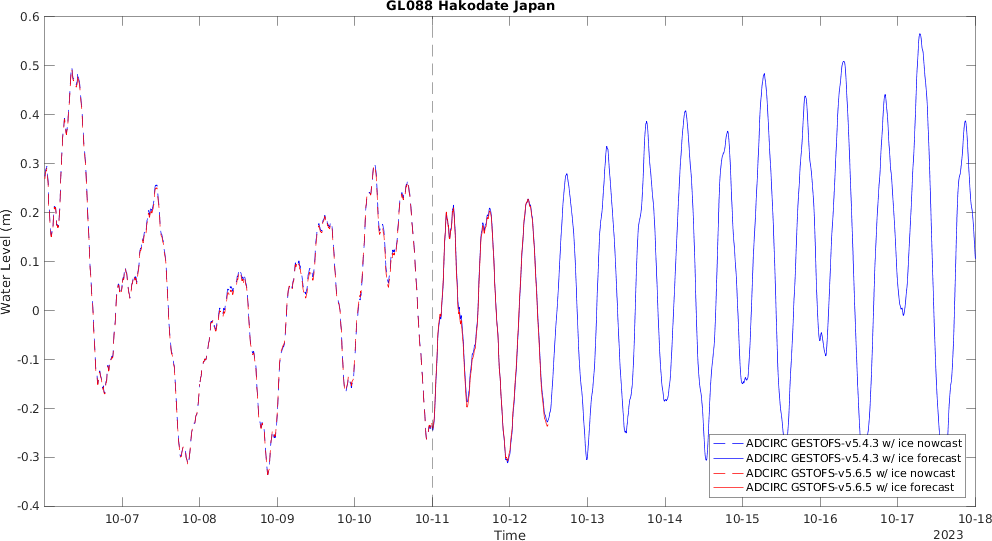 GL088 Hakodate Japan
Water Level (m)
0.6
0.5
0.4
0.3
0.2
0.1
0
-0.1
-0.2
-0.3
-0.4
ADCIRC GESTOFS-v5.4.3 w/ ice nowcast
ADCIRC GESTOFS-v5.4.3 w/ ice forecast
ADCIRC GSTOFS-v5.6.5 w/ ice nowcast
ADCIRC GSTOFS-v5.6.5 w/ ice forecast
10-07 10-08 10-09 10-10 10-11 10-12 10-13 10-14 10-15 10-16 10-17 10-18
Time
2023